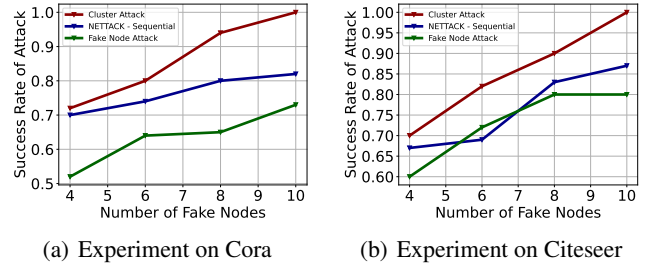 Success Rate of Attack
1.0
0.9
0.8
0.7
0.6
0.5
Cluster Attack
NETTACK - Sequential
Fake Node Attack
4 5 6 7 8 9 10
Number of Fake Nodes
(a) Experiment on Cora
Success Rate of Attack
1.00
0.95
0.90
0.85
0.80
0.75
0.70
0.65
0.60
Cluster Attack
NETTACK - Sequential
Fake Node Attack
4 5 6 7 8 9 10
Number of Fake Nodes
(b) Experiment on Citeseer